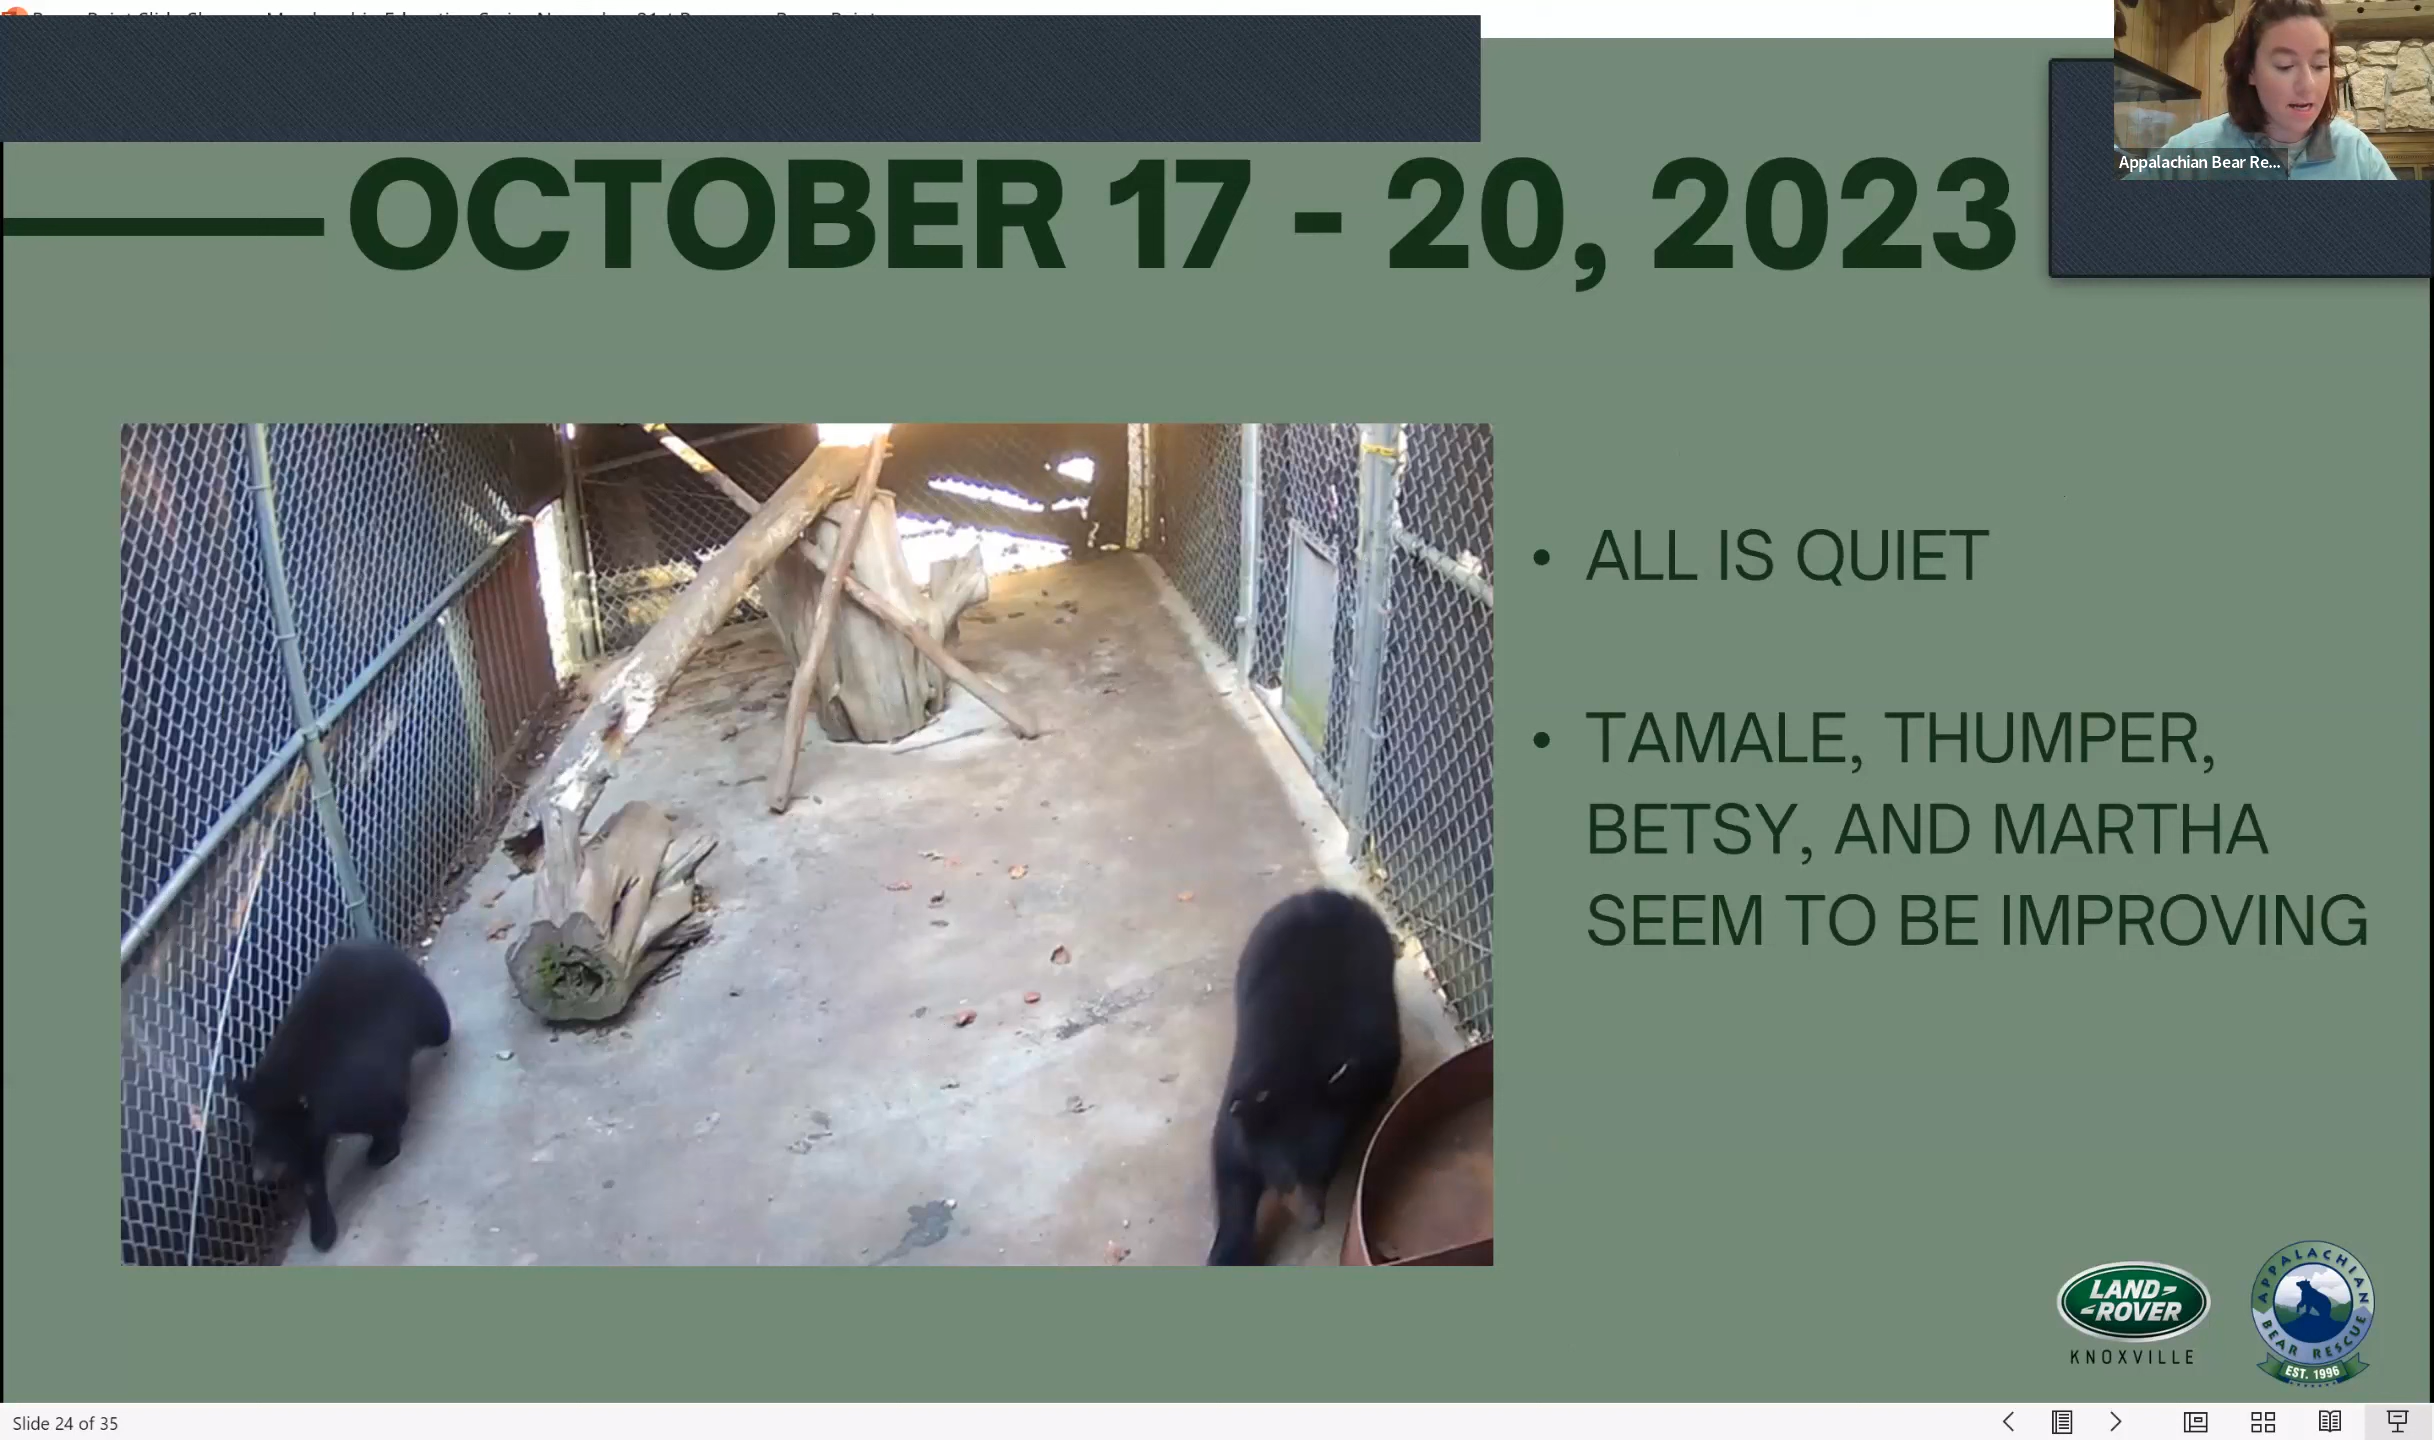 Appalachian Bear Re...
OCTOBER 17 - 20, 2023
• ALL IS QUIET
• TAMALE, THUMPER,
BETSY, AND MARTHA
SEEM TO BE IMPROVING
LAND-
-ROVER
KNOXVILLE
APPALACHIAN
BEAR RESCUE
EST. 1996
Slide 24 of 35